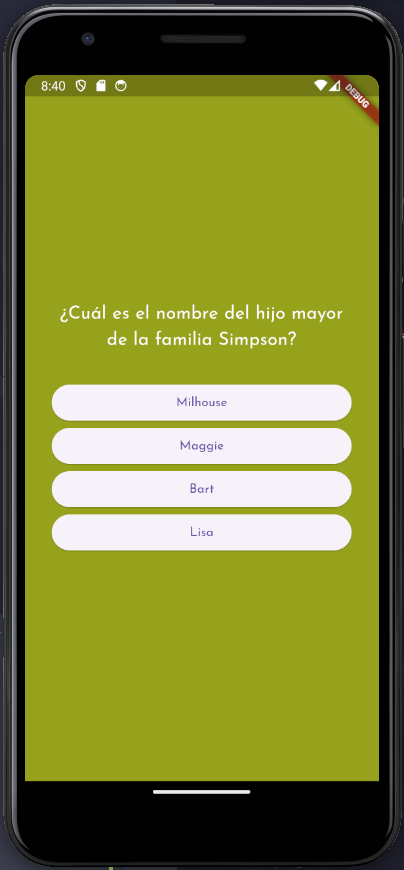 8:40
DEBUG
¿Cuál es el nombre del hijo mayor
de la familia Simpson?
Milhouse
Maggie
Bart
Lisa